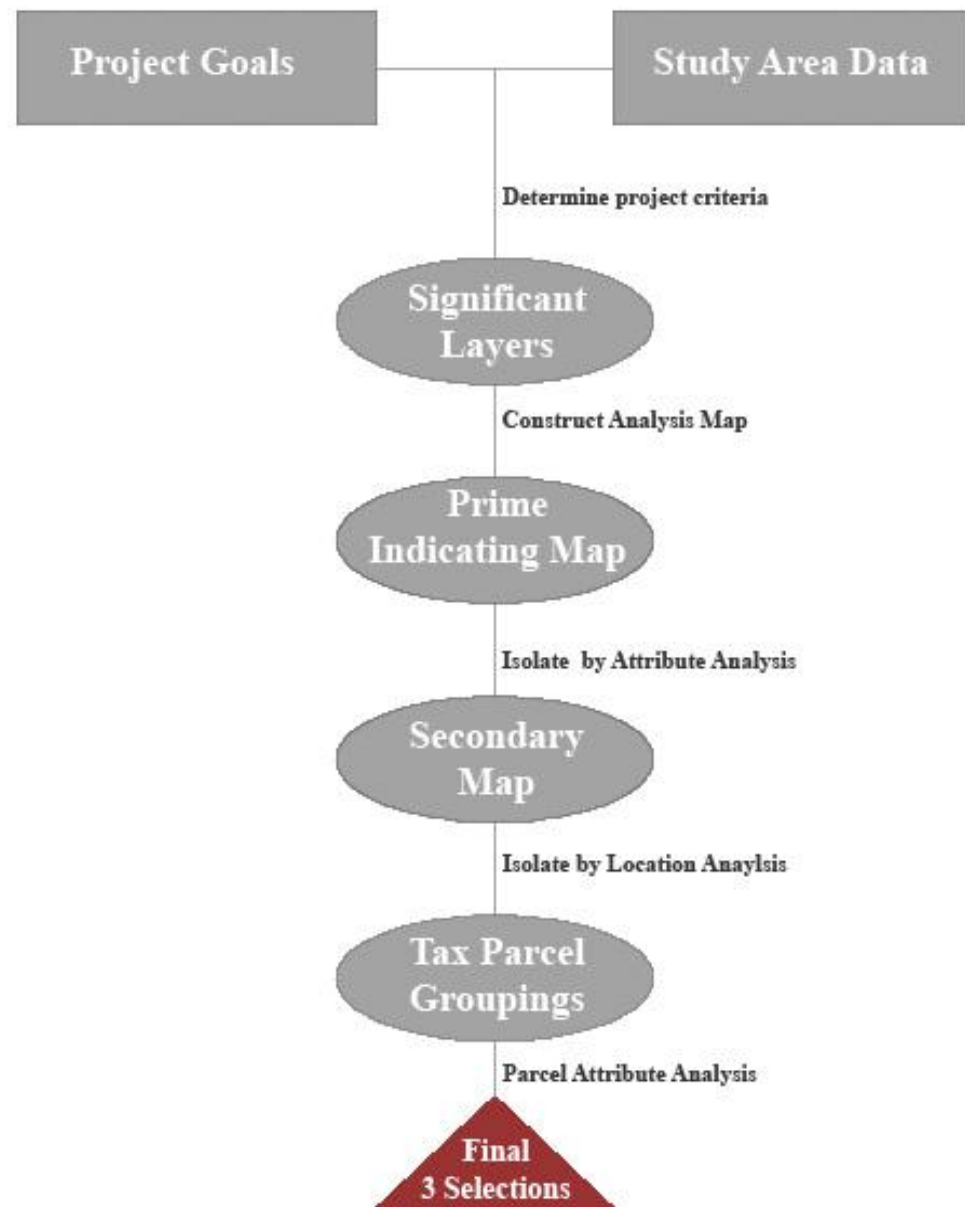 Project Goals
Study Area Data
Determine project criteria
Significant
Layers
Construct Analysis Map
Prime
Indicating Map
Isolate by Attribute Analysis
Secondary
Map
Isolate by Location Anaylsis
Tax Parcel
Groupings
Parcel Attribute Analysis
Final
3 Selections